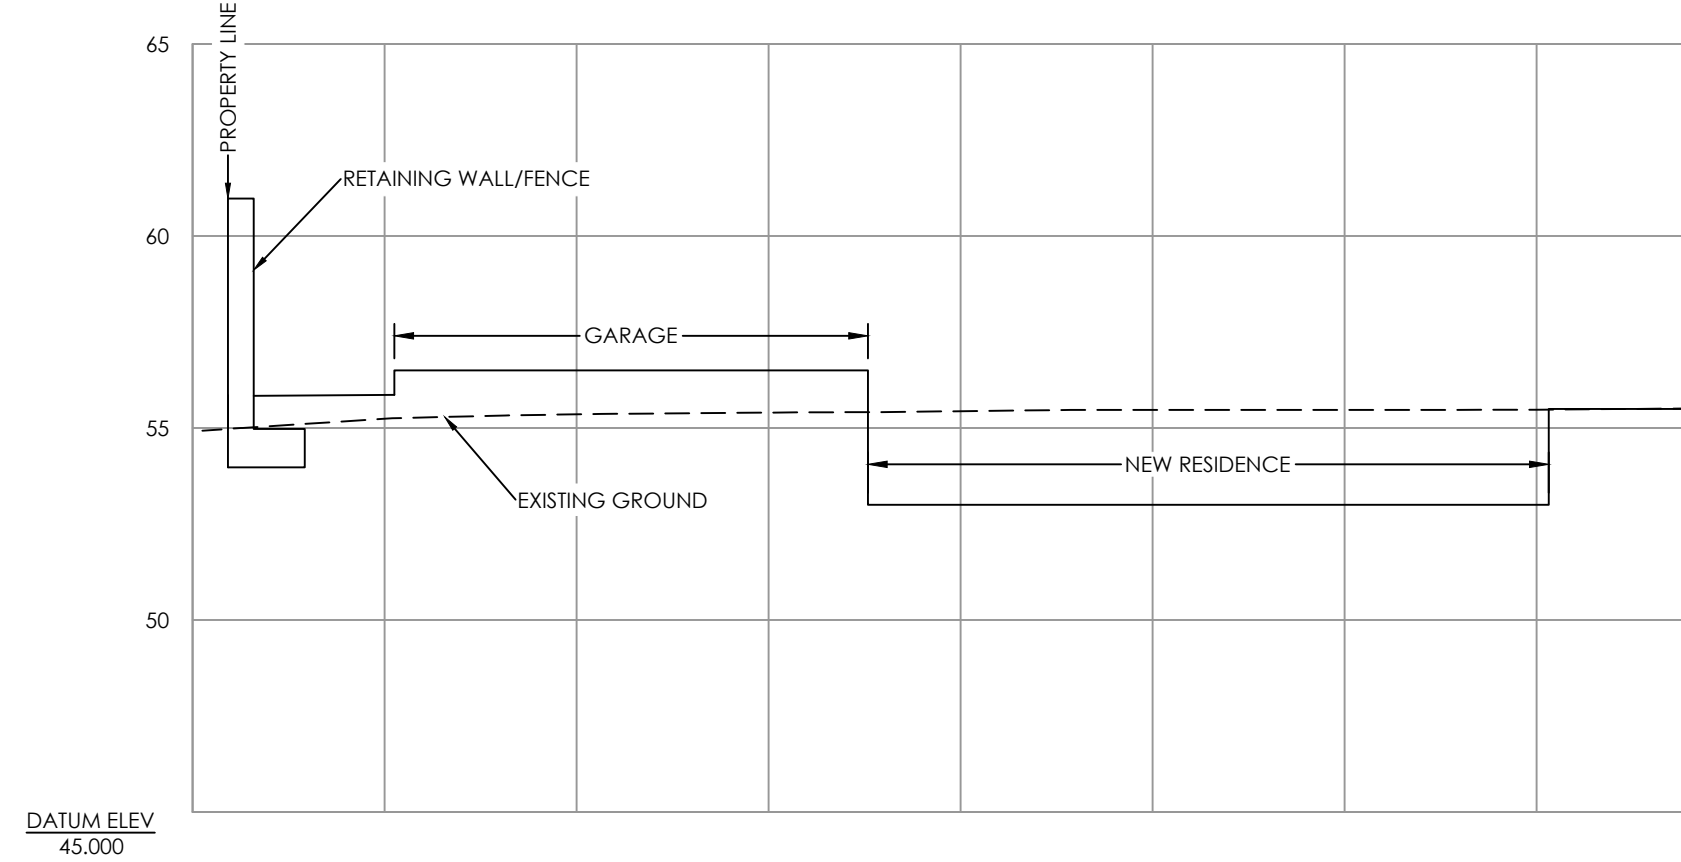 PROPERTY LINE
65
RETAINING WALL/FENCE
60
GARAGE
55
NEW RESIDENCE
EXISTING GROUND
50
DATUM ELEV
45.000